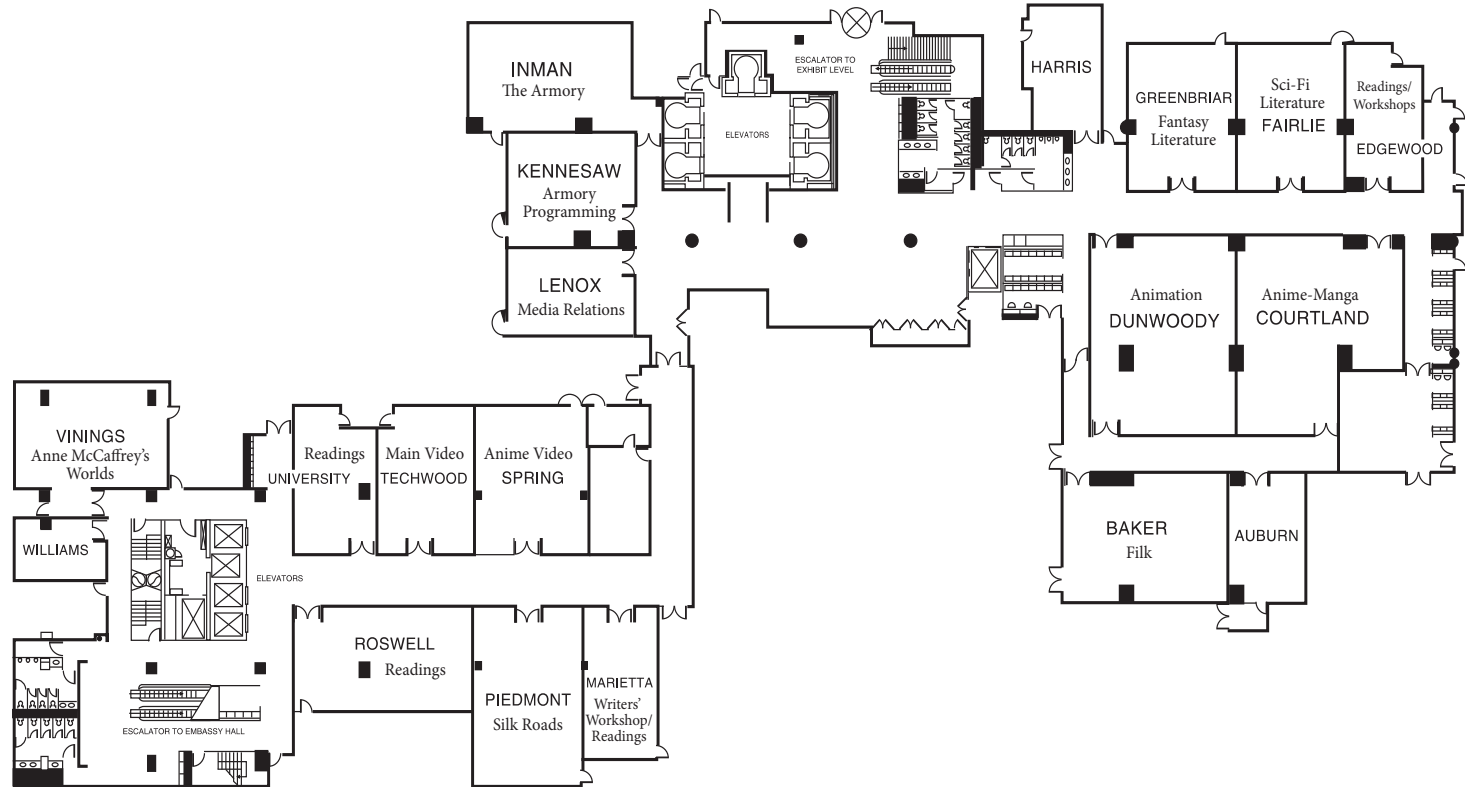 INMAN
The Armory
ESCALATOR TO
EXHIBIT LEVEL
HARRIS
GREENBRIAR
Fantasy
Literature
Sci-Fi
Literature
FAIRLIE
Readings/
Workshops
EDGEWOOD
ELEVATORS
KENNESAW
Armory
Programming
LENOX
Media Relations
Animation
DUNWOODY
Anime-Manga
COURTLAND
VININGS
Anne McCaffrey's
Worlds
Readings
UNIVERSITY
Main Video
TECHWOOD
Anime Video
SPRING
BAKER
Filk
AUBURN
WILLIAMS
ELEVATORS
ROSWELL
Readings
PIEDMONT
Silk Roads
MARIETTA
Writers'
Workshop/
Readings
ESCALATOR TO EMBASSY HALL